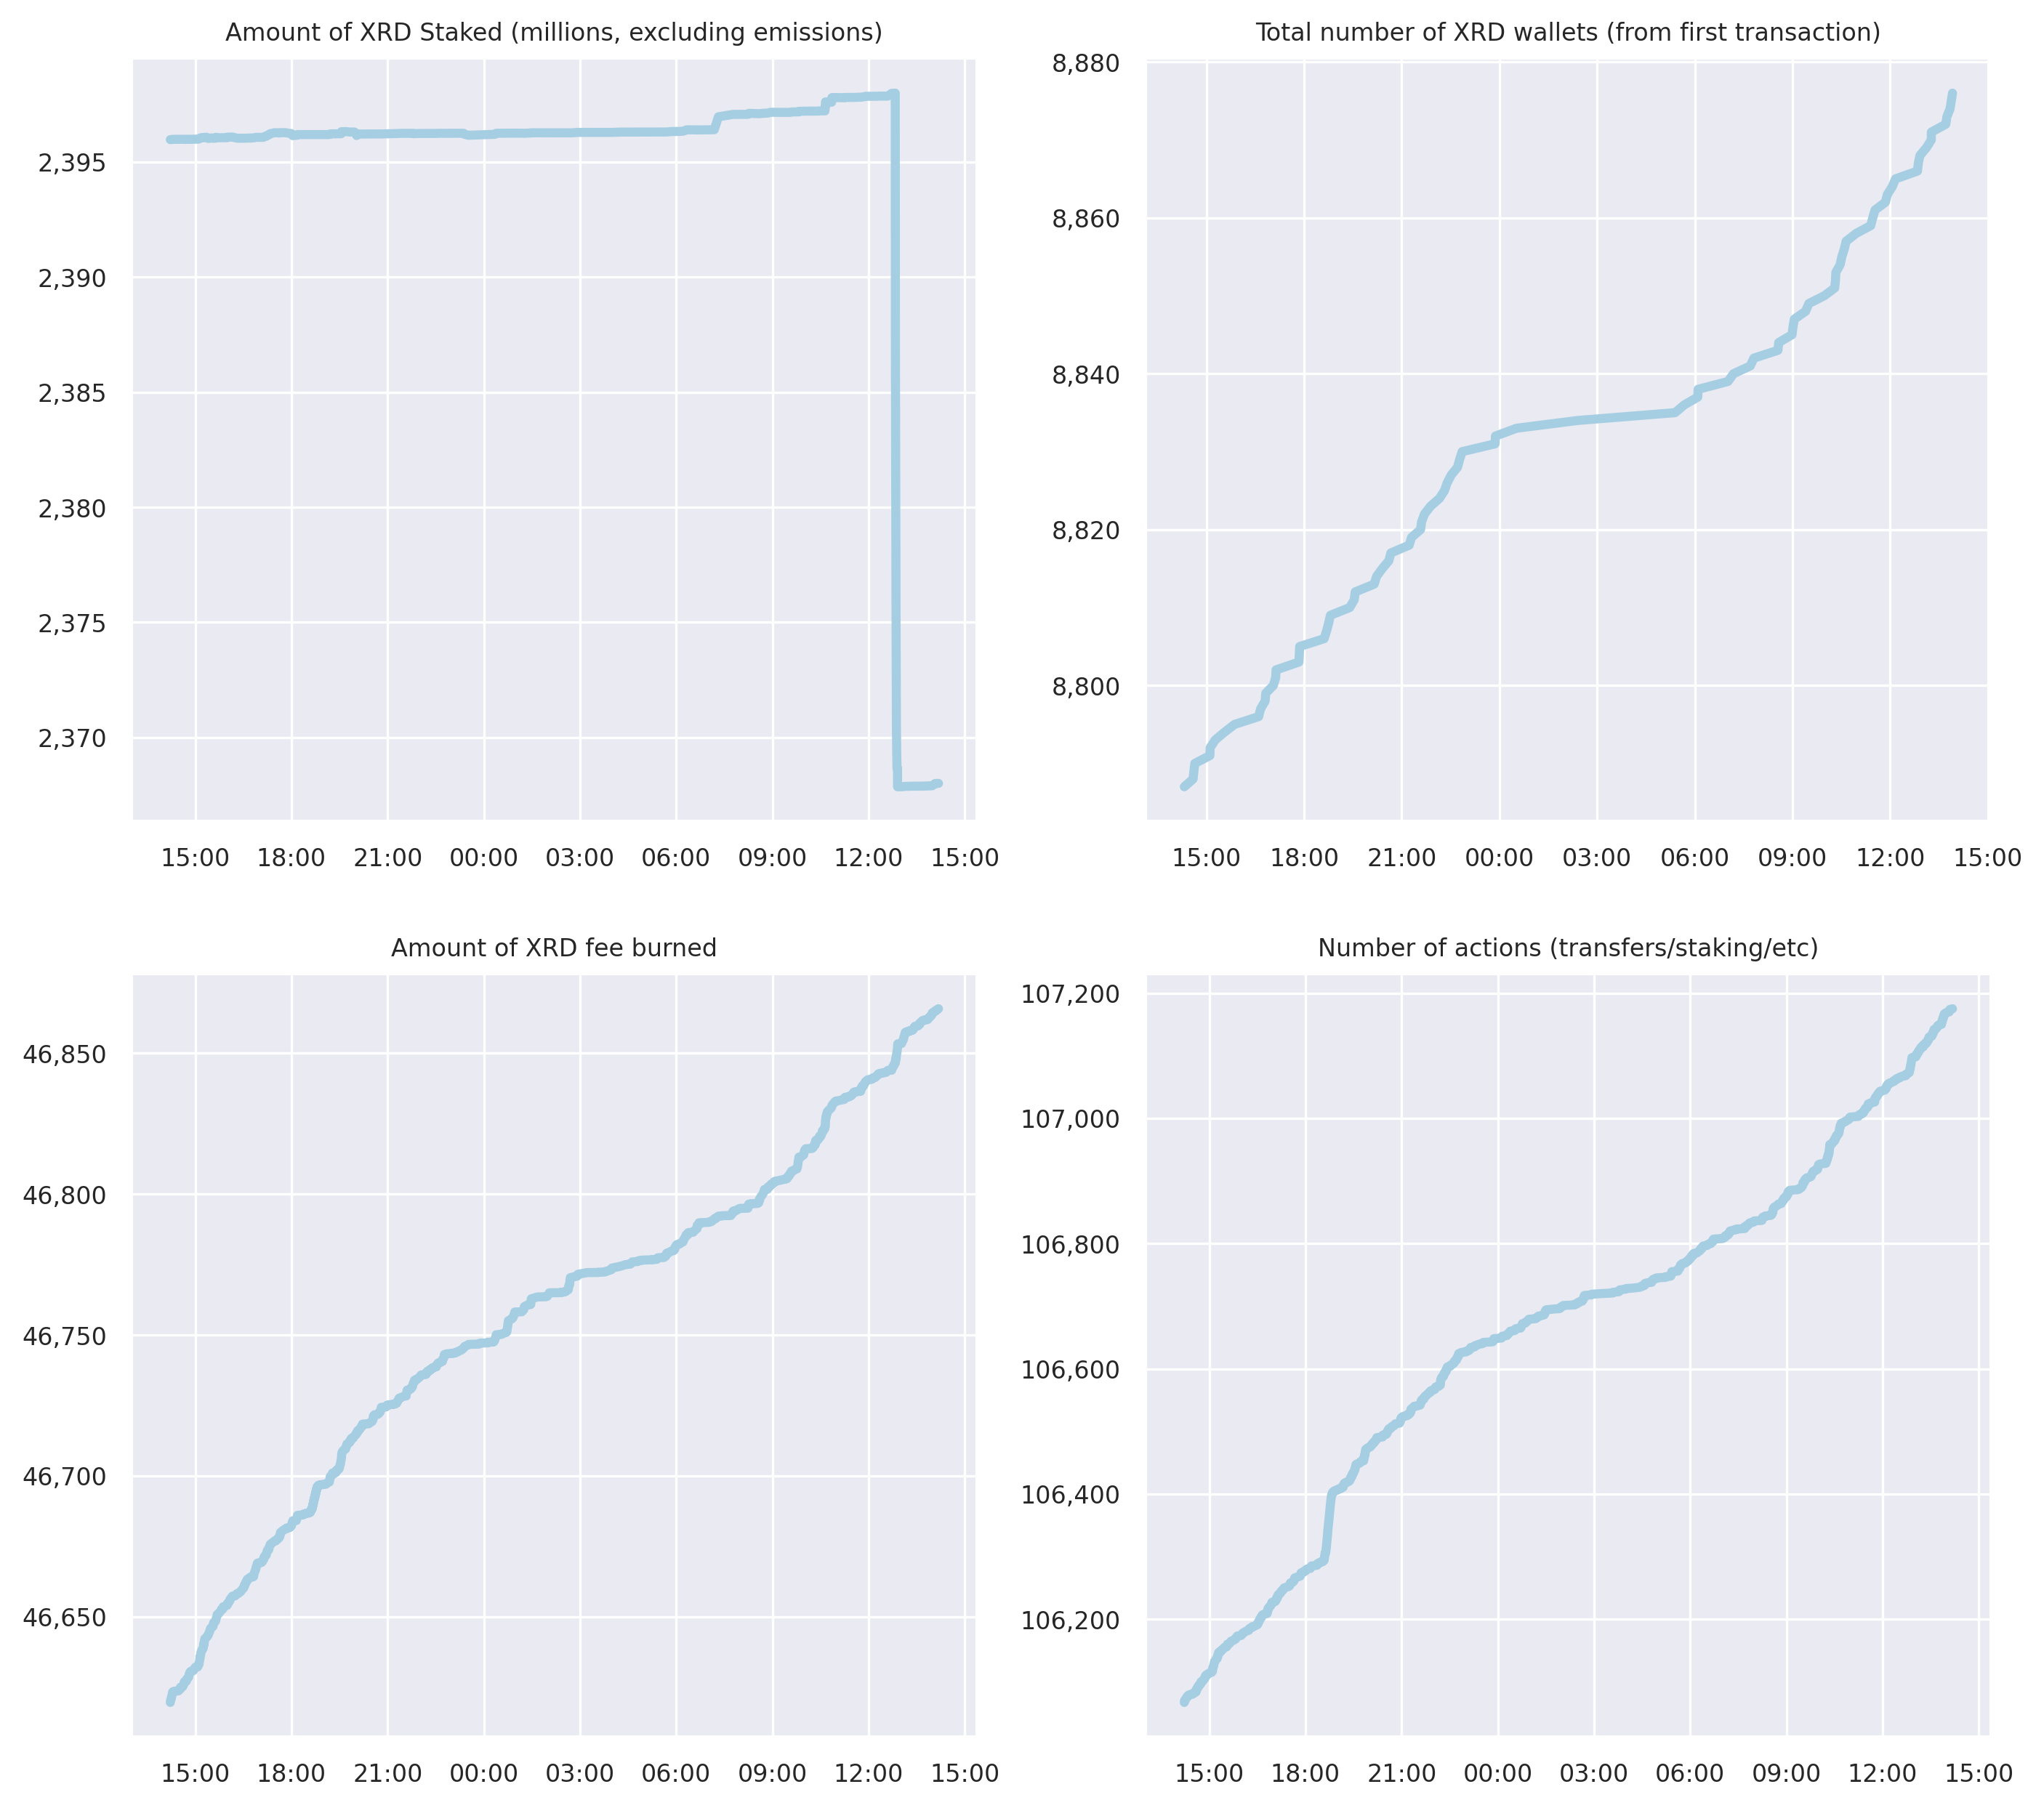 Amount of XRD Staked (millions, excluding emissions)
2,395
2,390
2,385
2,380
2,375
2,370
15:00 18:00 21:00 00:00 03:00 06:00 09:00 12:00 15:00
Total number of XRD wallets (from first transaction)
8,880
8,860
8,840
8,820
8,800
15:00 18:00 21:00 00:00 03:00 06:00 09:00 12:00 15:00
Amount of XRD fee burned
46,850
46,800
46,750
46,700
46,650
15:00 18:00 21:00 00:00 03:00 06:00 09:00 12:00 15:00
Number of actions (transfers/staking/etc)
107,200
107,000
106,800
106,600
106,400
106,200
15:00 18:00 21:00 00:00 03:00 06:00 09:00 12:00 15:00